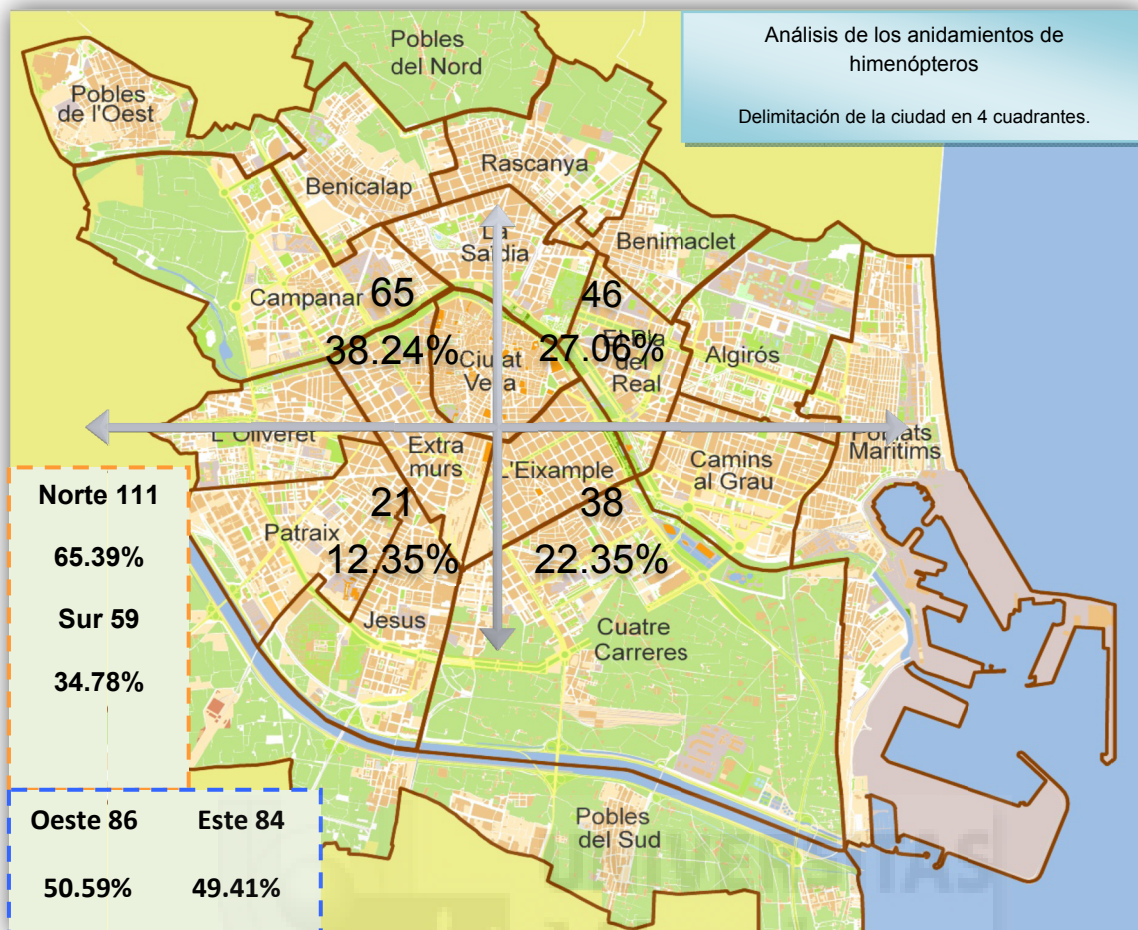 Análisis de los anidamientos de
himenópteros
Delimitación de la ciudad en 4 cuadrantes.
Pobles
del Nord
Pobles
de l'Oest
Rascanya
Benicalap
La
Saïdia
Benimaclet
Campanar
65
46
38.24%
27.06%
Ciutat
Vella
El Pla
del
Real
Algirós
L'Oliveret
Extra
murs
L'Eixample
Camins
al Grau
Poblats
Maritims
21
38
Patraix
12.35%
22.35%
Jesus
Cuatre
Carreres
Pobles
del Sud
Norte 111
65.39%
Sur 59
34.78%
Oeste 86 Este 84
50.59% 49.41%
UNIVERSITAS